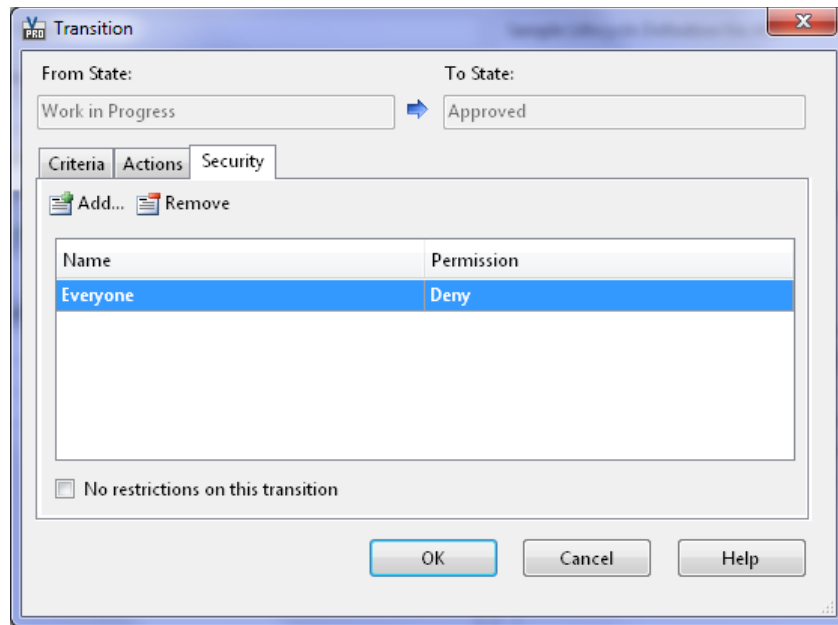 V PRO Transition
From State: To State:
Work in Progress Approved
Criteria Actions Security
Add... Remove
Name Permission
Everyone Deny
No restrictions on this transition
OK Cancel Help